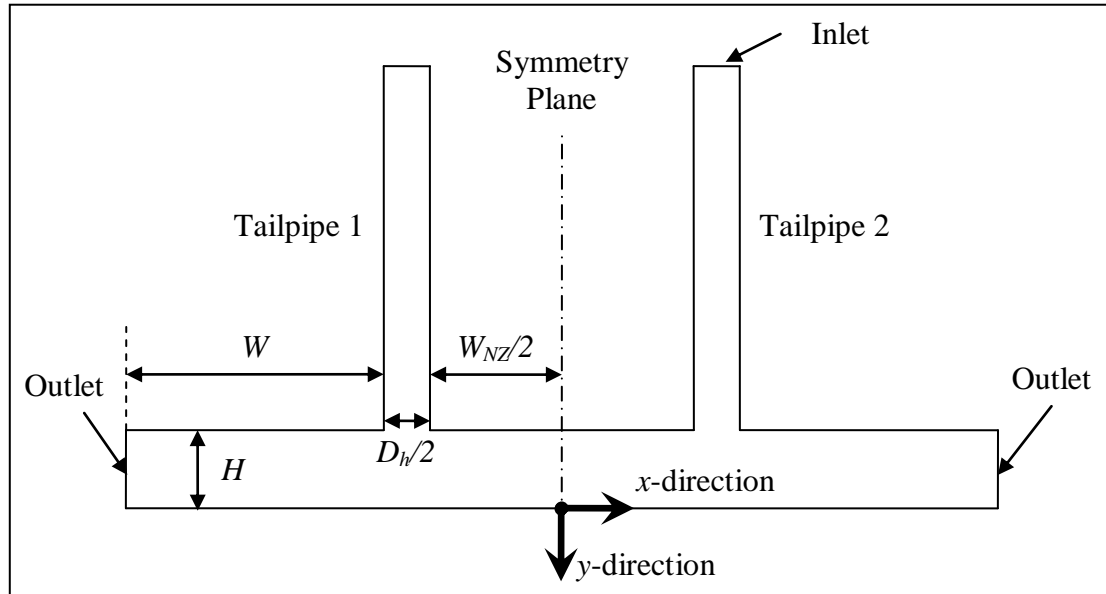 Inlet
Symmetry
Plane
Tailpipe 1
Tailpipe 2
W
W_NZ/2
Outlet
Outlet
D_h/2
H
x-direction
y-direction